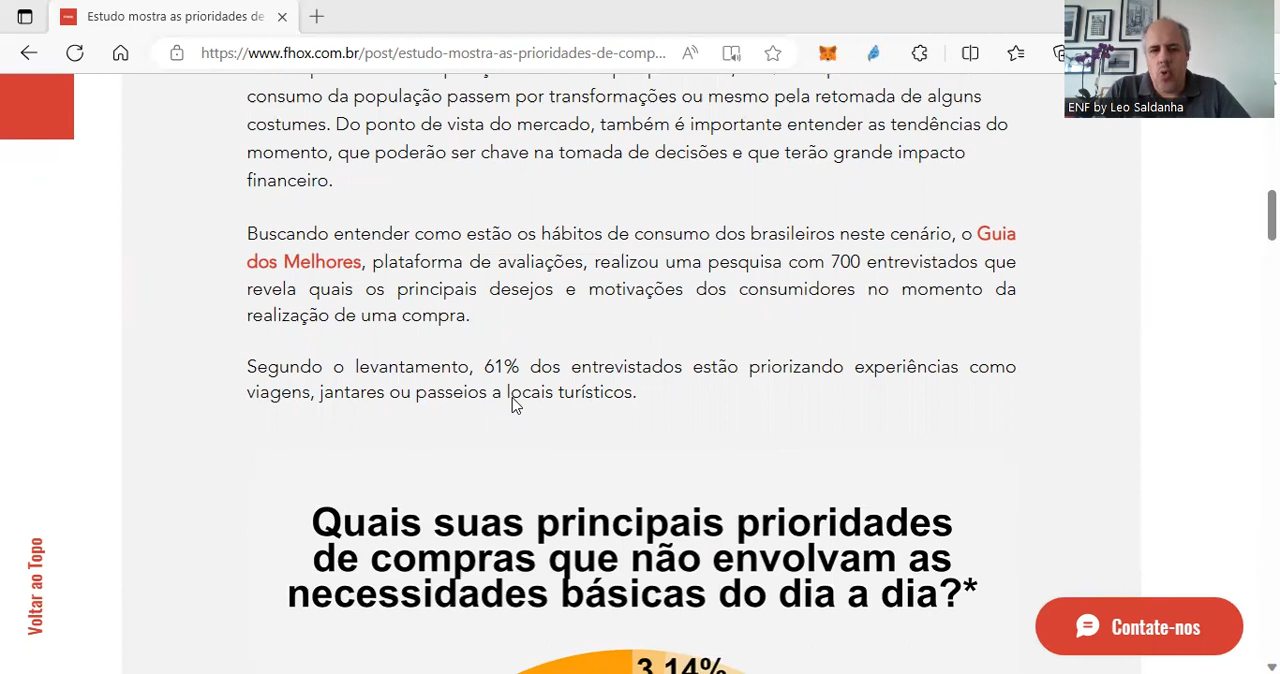 Estudo mostra as prioridades de
https://www.fhox.com.br/post/estudo-mostra-as-prioridades-de-comp...
ENF by Leo Saldanha
consumo da população passem por transformações ou mesmo pela retomada de alguns
costumes. Do ponto de vista do mercado, também é importante entender as tendências do
momento, que poderão ser chave na tomada de decisões e que terão grande impacto
financeiro.
Buscando entender como estão os hábitos de consumo dos brasileiros neste cenário, o Guia
dos Melhores, plataforma de avaliações, realizou uma pesquisa com 700 entrevistados que
revela quais os principais desejos e motivações dos consumidores no momento da
realização de uma compra.
Segundo o levantamento, 61% dos entrevistados estão priorizando experiências como
viagens, jantares ou passeios a locais turísticos.
Quais suas principais prioridades
de compras que não envolvam as
necessidades básicas do dia a dia?*
3,14%
Voltar ao Topo
Contate-nos